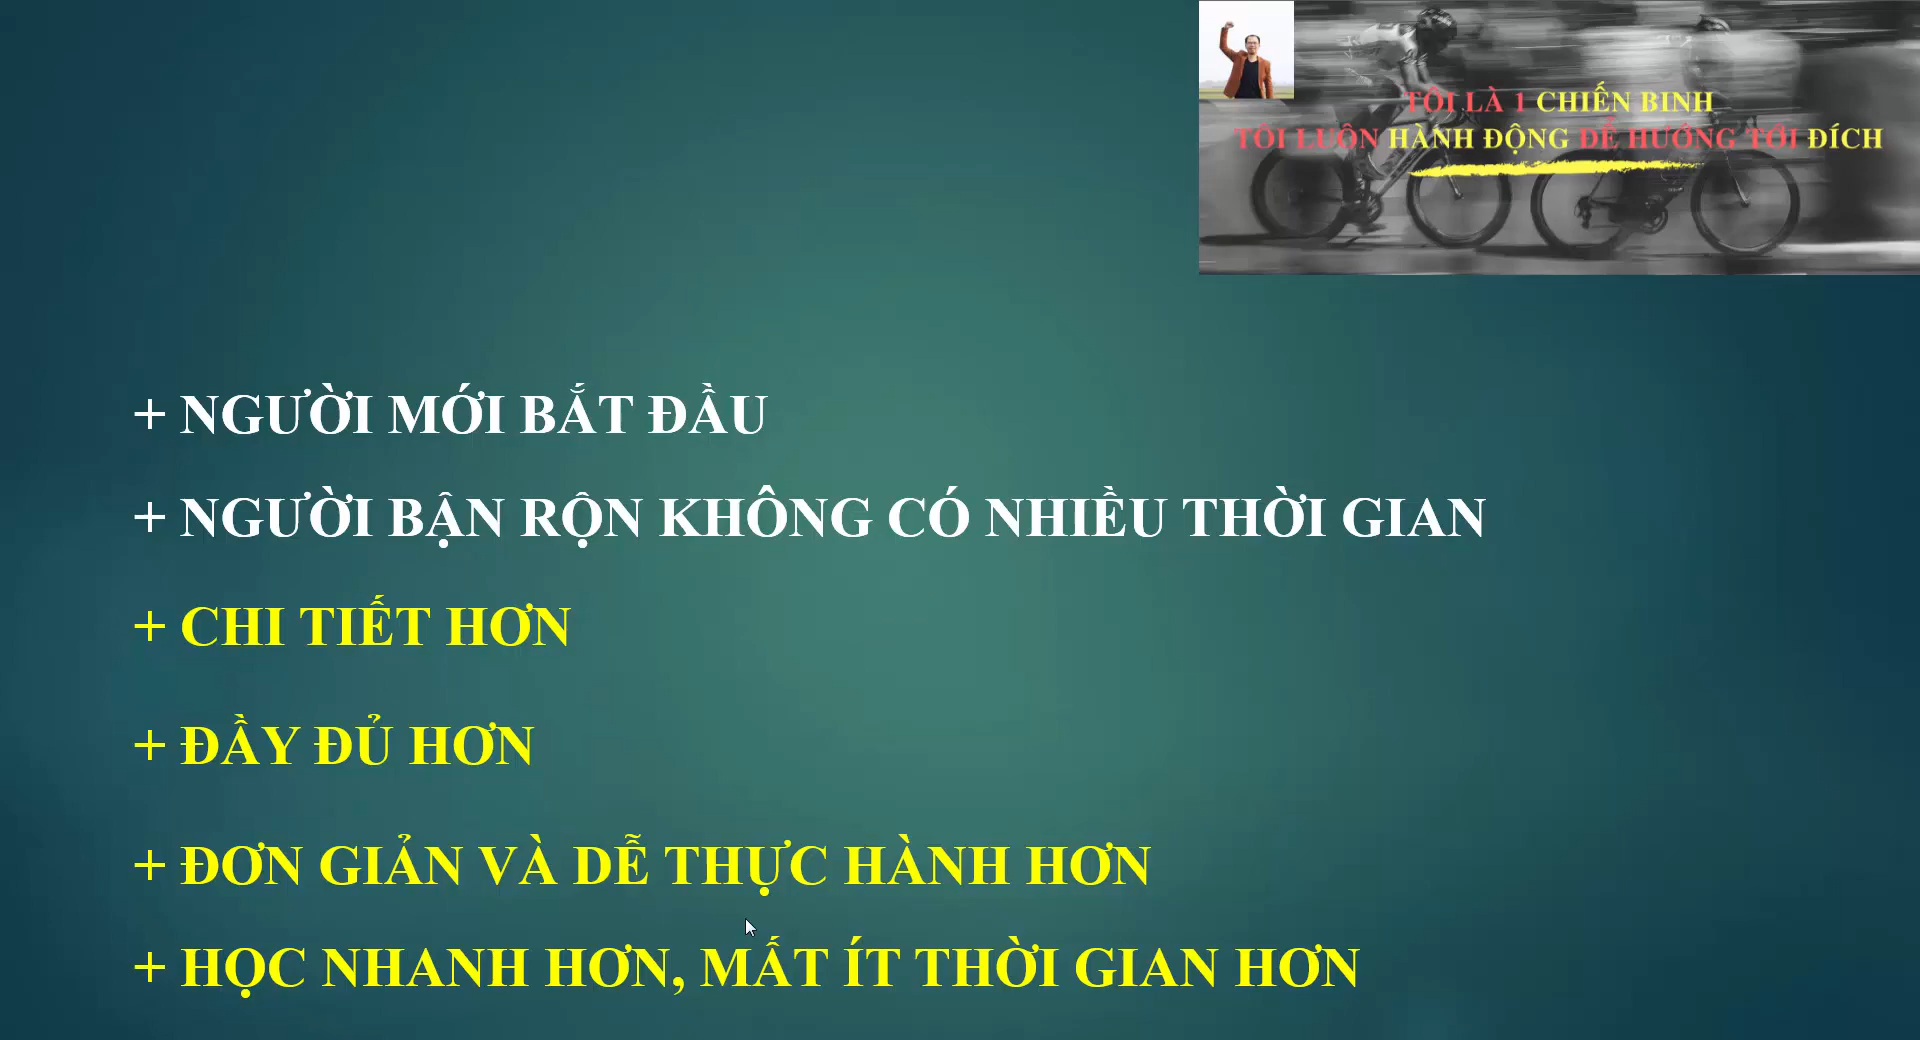 TÔI LÀ 1 CHIẾN BINH
TÔI LUÔN HÀNH ĐỘNG ĐỂ HƯỚNG TỚI ĐÍCH
+ NGƯỜI MỚI BẮT ĐẦU
+ NGƯỜI BẬN RỘN KHÔNG CÓ NHIỀU THỜI GIAN
+ CHI TIẾT HƠN
+ ĐẦY ĐỦ HƠN
+ ĐƠN GIẢN VÀ DỄ THỰC HÀNH HƠN
+ HỌC NHANH HƠN, MẤT ÍT THỜI GIAN HƠN